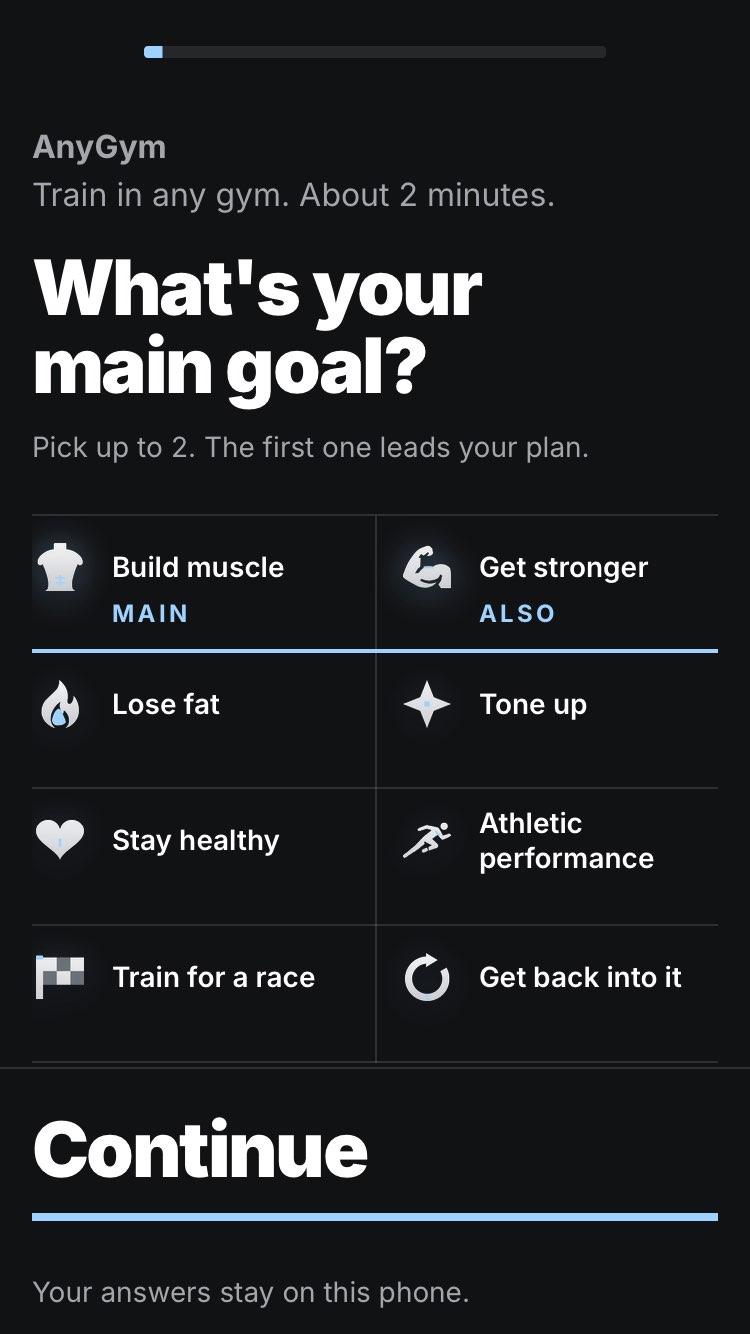 AnyGym
Train in any gym. About 2 minutes.
What's your
main goal?
Pick up to 2. The first one leads your plan.
Build muscle
MAIN
Get stronger
ALSO
Lose fat
Tone up
Stay healthy
Athletic
performance
Train for a race
Get back into it
Continue
Your answers stay on this phone.